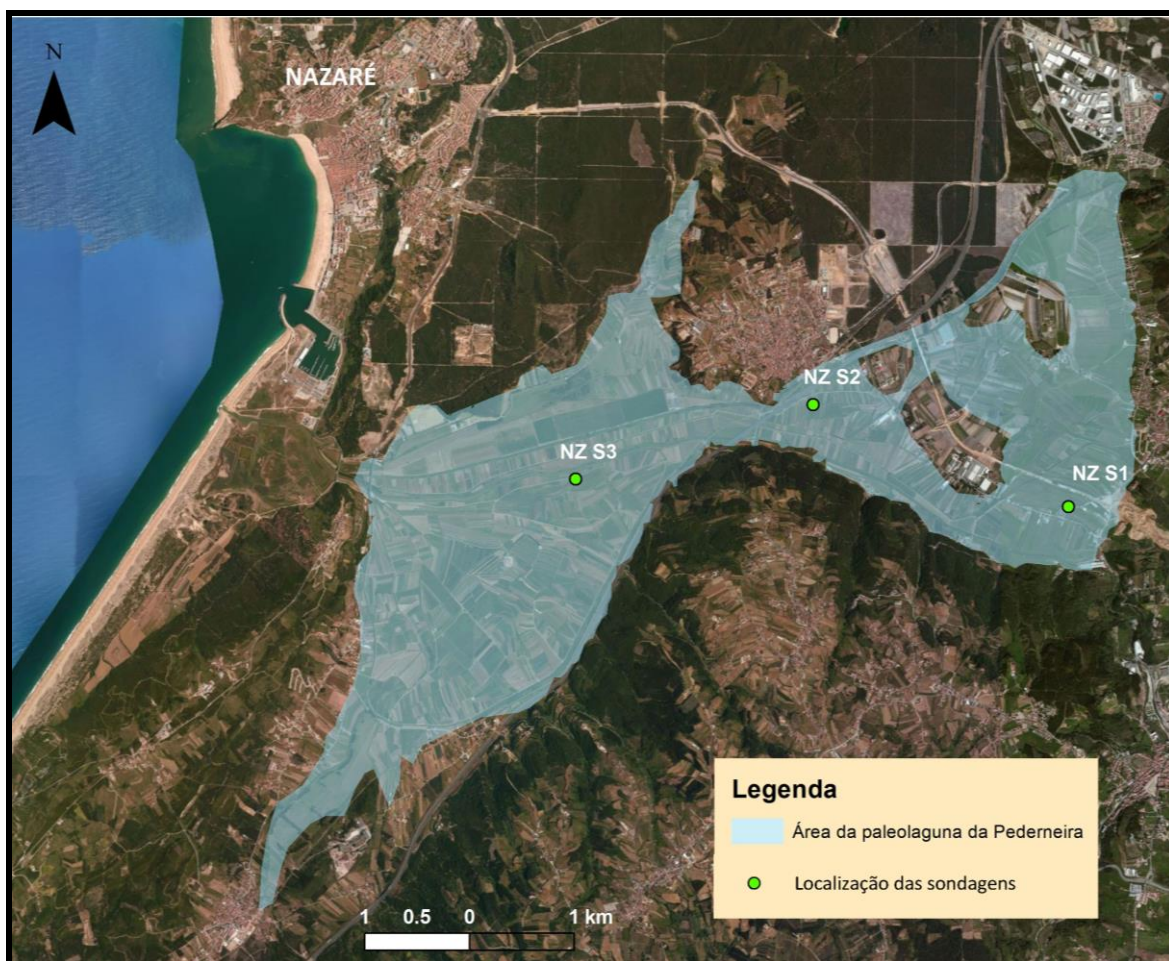 N
NAZARÉ
NZ S2
NZ S3
NZ S1
Legenda
Área da paleolaguna da Pederneira
Localização das sondagens
1 0.5 0 1 km